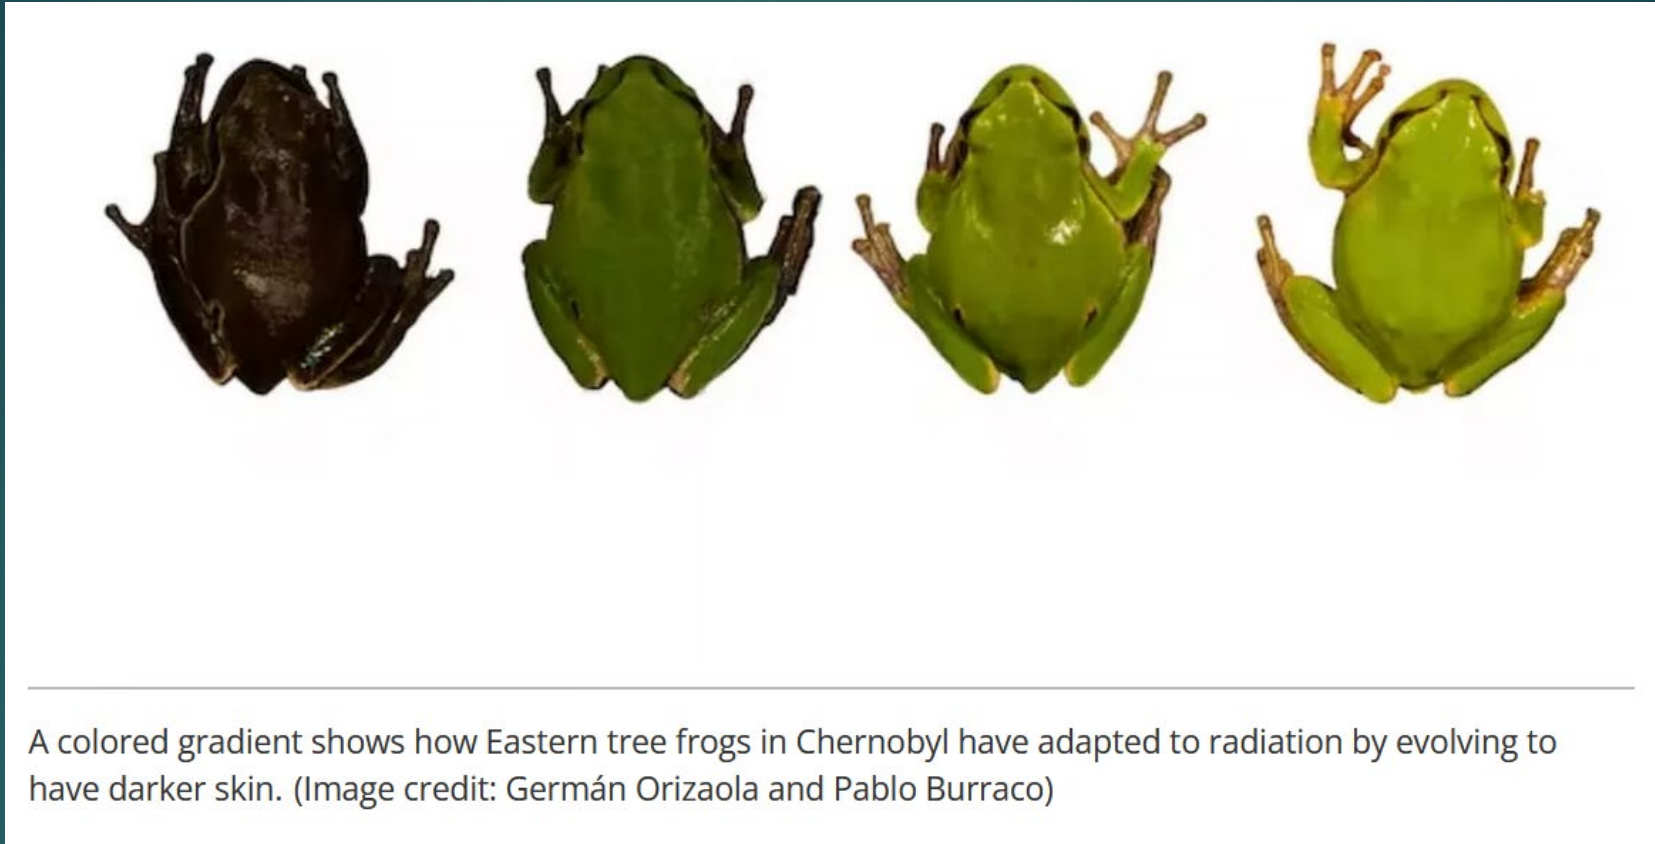 A colored gradient shows how Eastern tree frogs in Chernobyl have adapted to radiation by evolving to
have darker skin. (Image credit: Germán Orizaola and Pablo Burraco)